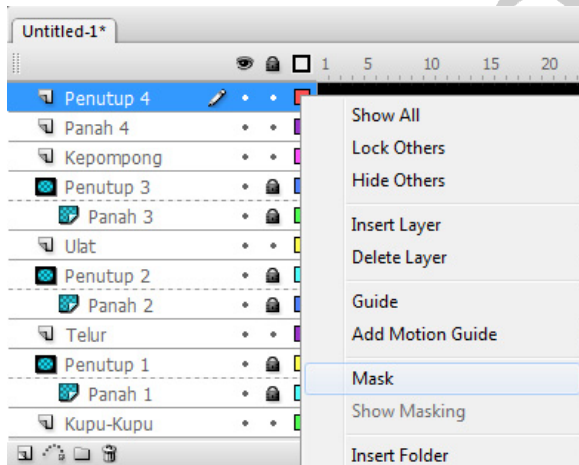 Untitled-1*
1 5 10 15 20
Penutup 4
Panah 4
Kepompong
Penutup 3
Panah 3
Ulat
Penutup 2
Panah 2
Telur
Penutup 1
Panah 1
Kupu-Kupu
Show All
Lock Others
Hide Others
Insert Layer
Delete Layer
Guide
Add Motion Guide
Mask
Show Masking
Insert Folder